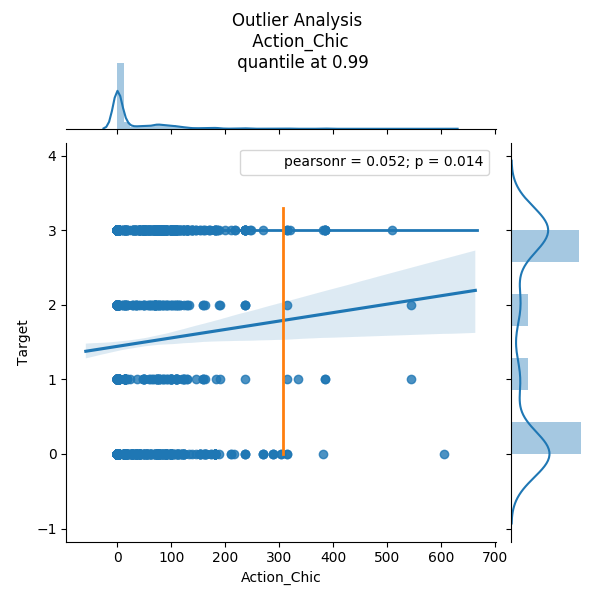 Outlier Analysis
Action_Chic
quantile at 0.99
pearsonr = 0.052; p = 0.014
4
3
2
1
0
−1
Target
0 100 200 300 400 500 600 700
Action_Chic